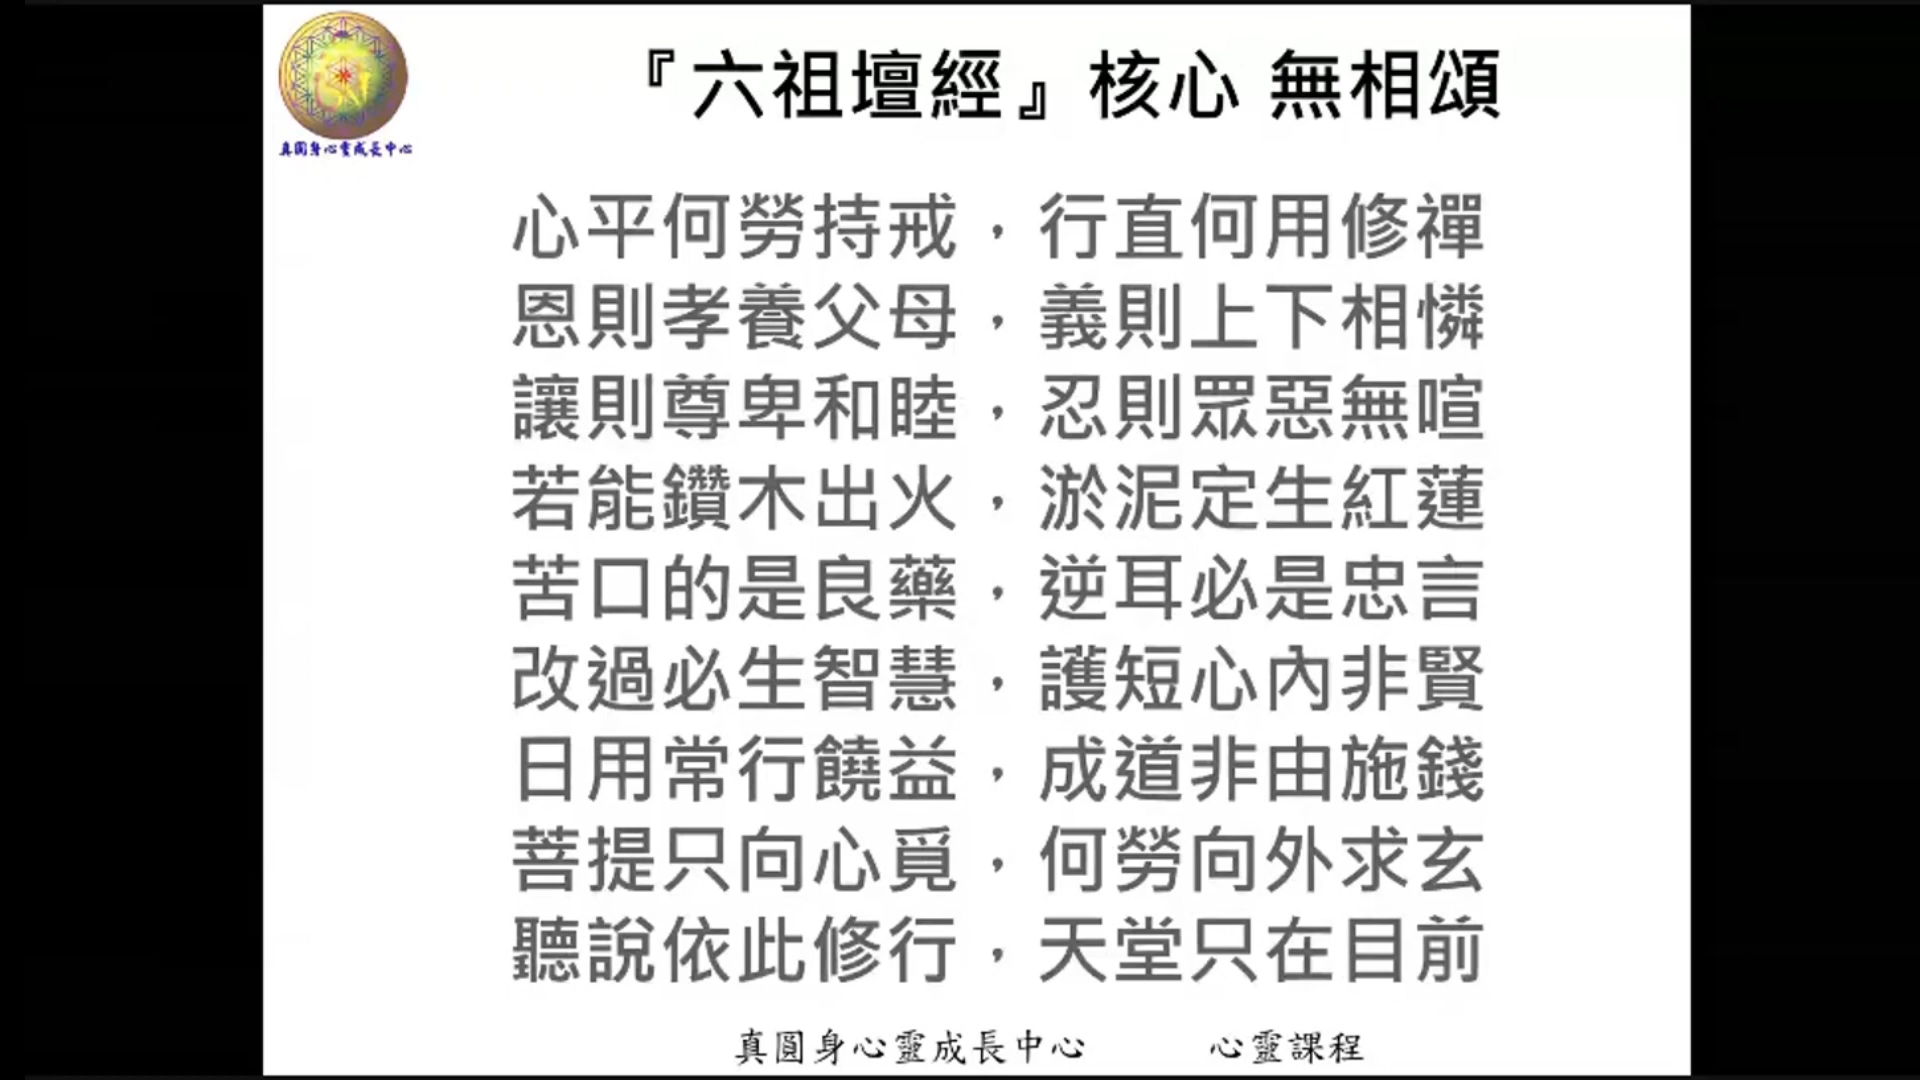 真圓身心靈成長中心
『六祖壇經』核心 無相頌
心平何勞持戒，行直何用修禪
恩則孝養父母，義則上下相憐
讓則尊卑和睦，忍則眾惡無喧
若能鑽木出火，淤泥定生紅蓮
苦口的是良藥，逆耳必是忠言
改過必生智慧，護短心內非賢
日用常行饒益，成道非由施錢
菩提只向心覓，何勞向外求玄
聽說依此修行，天堂只在目前
真圓身心靈成長中心 心靈課程